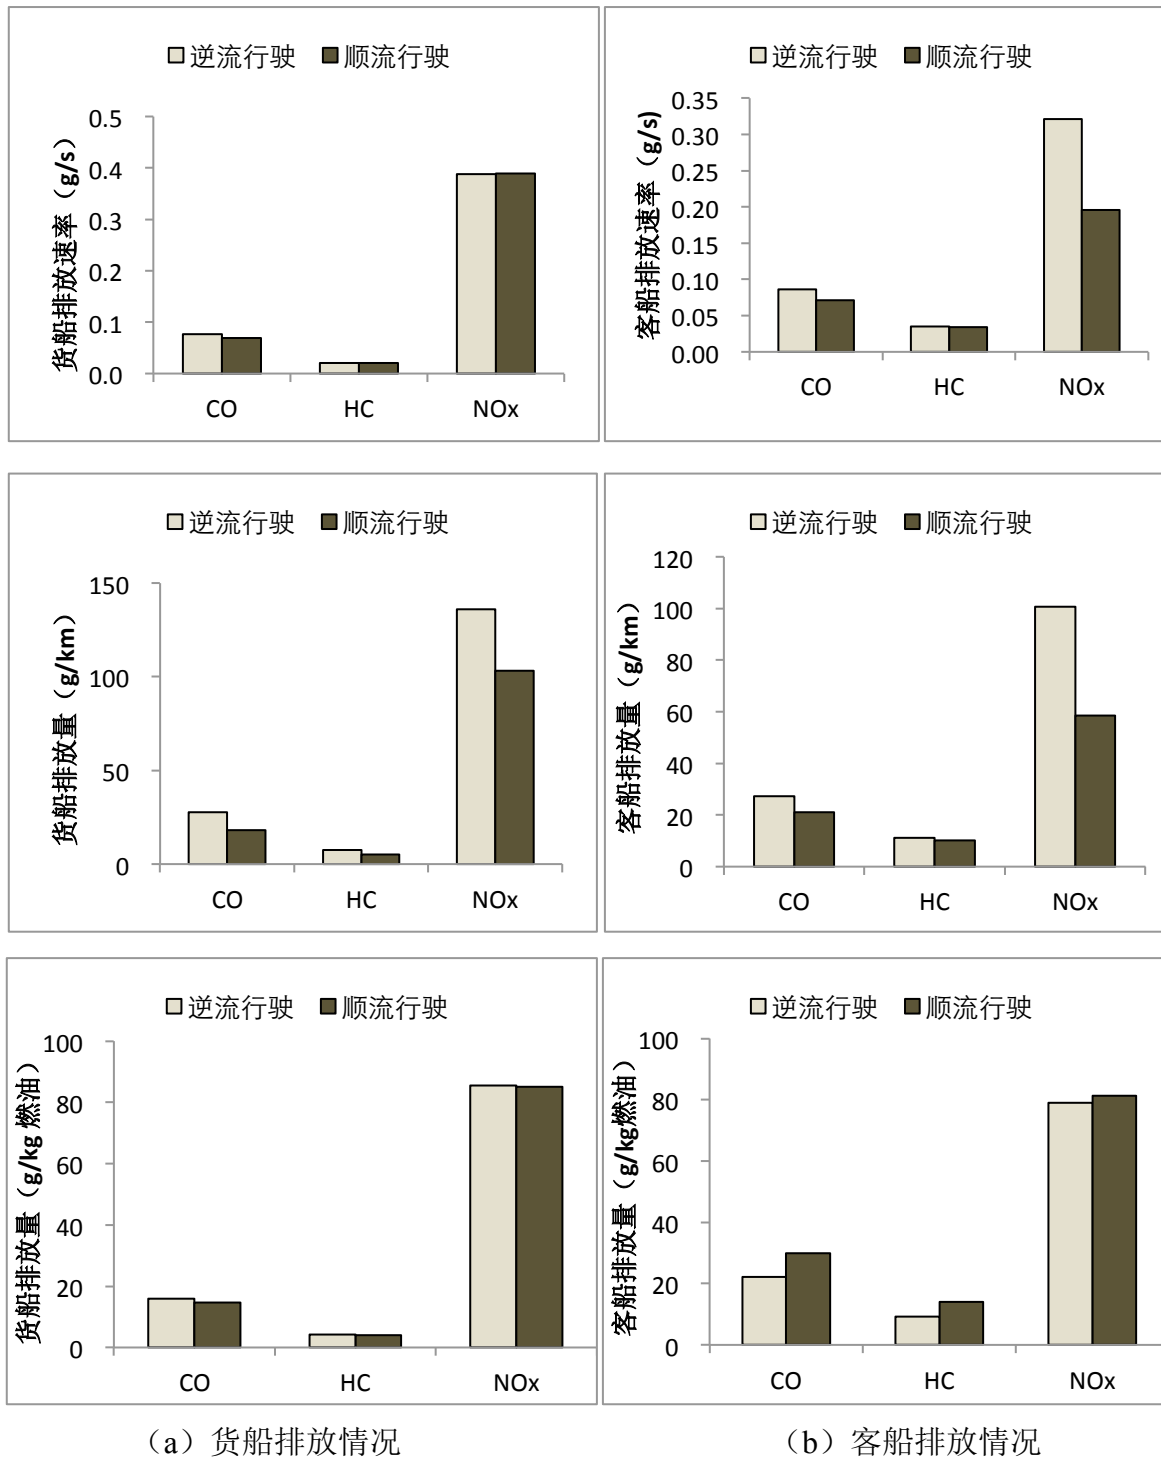 逆流行驶 顺流行驶
货船排放速率（g/s）
0.5
0.4
0.3
0.2
0.1
0.0
CO HC NOx
逆流行驶 顺流行驶
客船排放速率（g/s)
0.35
0.30
0.25
0.20
0.15
0.10
0.05
0.00
CO HC NOx
逆流行驶 顺流行驶
货船排放量（g/km）
150
100
50
0
CO HC NOx
逆流行驶 顺流行驶
客船排放量（g/km）
120
100
80
60
40
20
0
CO HC NOx
逆流行驶 顺流行驶
货船排放量（g/kg 燃油）
100
80
60
40
20
0
CO HC NOx
逆流行驶 顺流行驶
客船排放量（g/kg燃油）
100
80
60
40
20
0
CO HC NOx
（a）货船排放情况
（b）客船排放情况